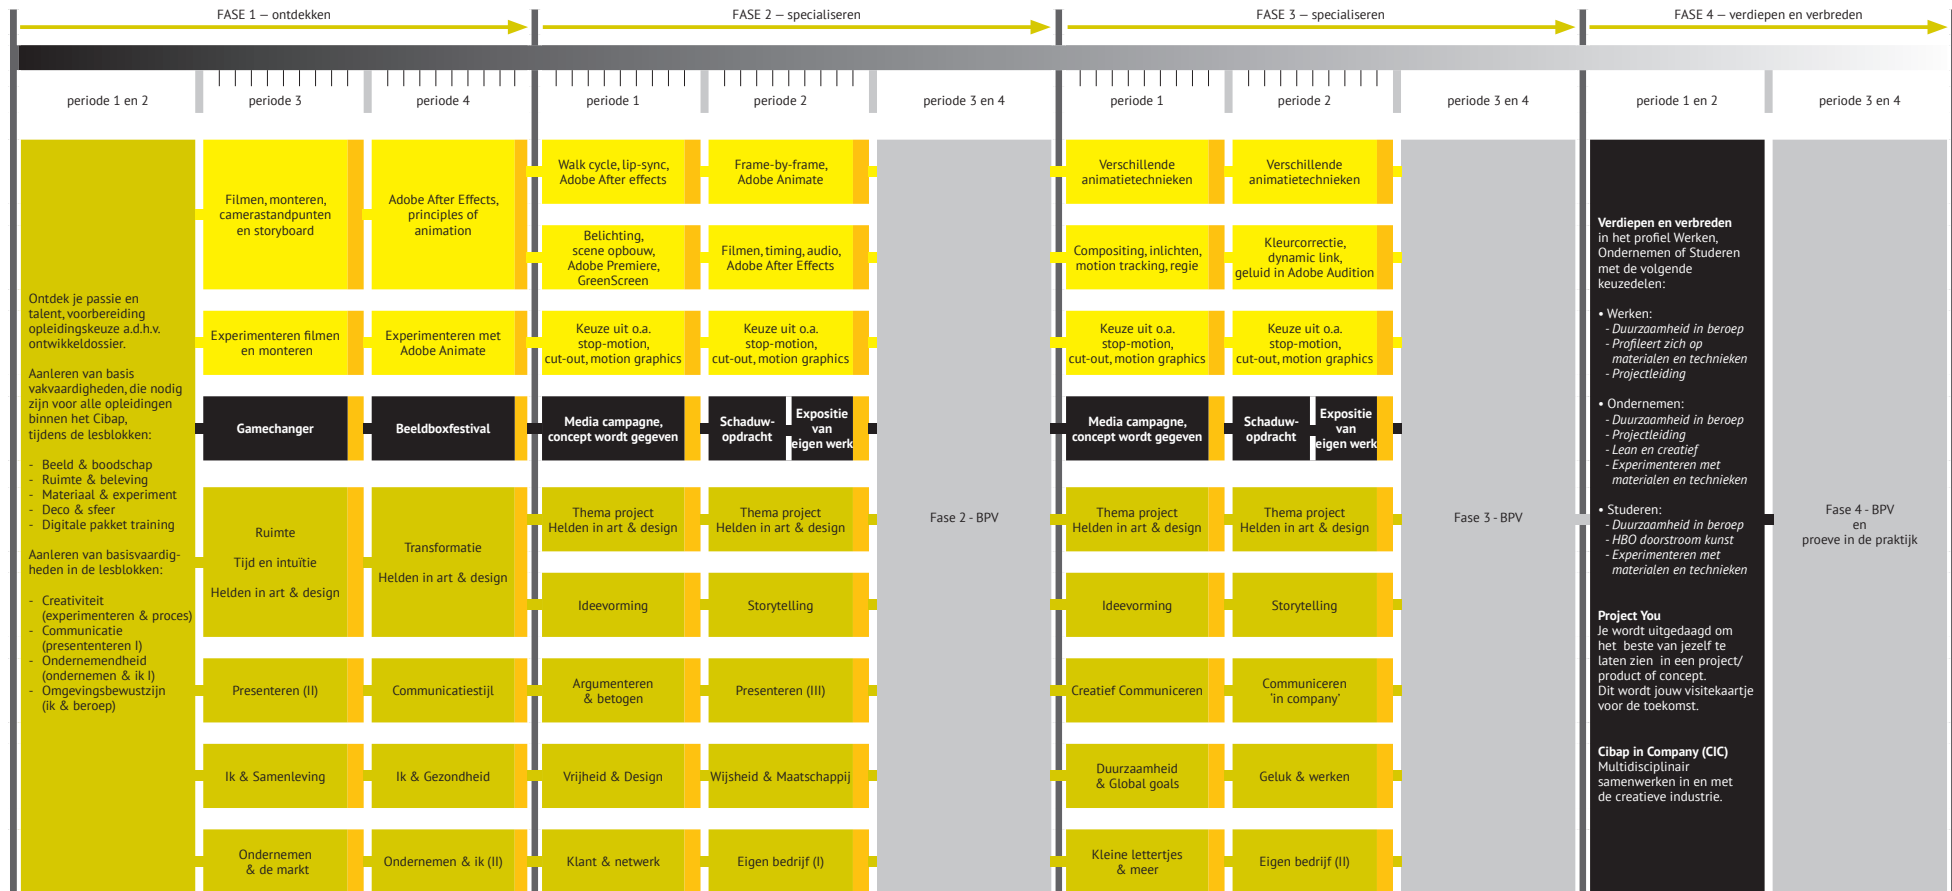 FASE 1 — ontdekken
FASE 2 — specialiseren
FASE 3 — specialiseren
FASE 4 — verdiepen en verbreden
periode 1 en 2
periode 3
periode 4
periode 1
periode 2
periode 3 en 4
periode 1
periode 2
periode 3 en 4
periode 1 en 2
periode 3 en 4
Ontdek je passie en
talent, voorbereiding
opleidingskeuze a.d.h.v.
ontwikkeldossier.
Aanleren van basis
vakvaardigheden, die nodig
zijn voor alle opleidingen
binnen het Cibap,
tijdens de lesblokken:
- Beeld & boodschap
- Ruimte & beleving
- Materiaal & experiment
- Deco & sfeer
- Digitale pakket training
Aanleren van basisvaardig-
heden in de lesblokken:
- Creativiteit
(experimenteren & proces)
- Communicatie
(presententeren I)
- Ondernemendheid
(ondernemen & ik I)
- Omgevingsbewustzijn
(ik & beroep)
Filmen, monteren,
camerastandpunten
en storyboard
Experimenteren filmen
en monteren
Gamechanger
Ruimte
Tijd en intuïtie
Helden in art & design
Presenteren (II)
Ik & Samenleving
Ondernemen
& de markt
Adobe After Effects,
principles of
animation
Experimenteren met
Adobe Animate
Beeldboxfestival
Transformatie
Helden in art & design
Communicatiestijl
Ik & Gezondheid
Ondernemen & ik (II)
Walk cycle, lip-sync,
Adobe After effects
Belichting,
scene opbouw,
Adobe Premiere,
GreenScreen
Keuze uit o.a.
stop-motion,
cut-out, motion graphics
Media campagne,
concept wordt gegeven
Thema project
Helden in art & design
Ideevorming
Argumenteren
& betogen
Vrijheid & Design
Klant & netwerk
Frame-by-frame,
Adobe Animate
Filmen, timing, audio,
Adobe After Effects
Keuze uit o.a.
stop-motion,
cut-out, motion graphics
Schaduw-
opdracht
Expositie
van
eigen werk
Thema project
Helden in art & design
Storytelling
Presenteren (III)
Wijsheid & Maatschappij
Eigen bedrijf (I)
Fase 2 - BPV
Verschillende
animatietechnieken
Compositing, inlichten,
motion tracking, regie
Keuze uit o.a.
stop-motion,
cut-out, motion graphics
Media campagne,
concept wordt gegeven
Thema project
Helden in art & design
Ideevorming
Creatief Communiceren
Duurzaamheid
& Global goals
Kleine lettertjes
& meer
Verschillende
animatietechnieken
Kleurcorrectie,
dynamic link,
geluid in Adobe Audition
Keuze uit o.a.
stop-motion,
cut-out, motion graphics
Schaduw-
opdracht
Expositie
van
eigen werk
Thema project
Helden in art & design
Storytelling
Communiceren
'in company'
Geluk & werken
Eigen bedrijf (II)
Fase 3 - BPV
Verdiepen en verbreden
in het profiel Werken,
Ondernemen of Studeren
met de volgende
keuzedelen:
• Werken:
- Duurzaamheid in beroep
- Profileert zich op
materialen en technieken
- Projectleiding
• Ondernemen:
- Duurzaamheid in beroep
- Projectleiding
- Lean en creatief
- Experimenteren met
materialen en technieken
• Studeren:
- Duurzaamheid in beroep
- HBO doorstroom kunst
- Experimenteren met
materialen en technieken
Project You
Je wordt uitgedaagd om
het beste van jezelf te
laten zien in een project/
product of concept.
Dit wordt jouw visitekaartje
voor de toekomst.
Cibap in Company (CIC)
Multidisciplinair
samenwerken in en met
de creatieve industrie.
Fase 4 - BPV
en
proeve in de praktijk